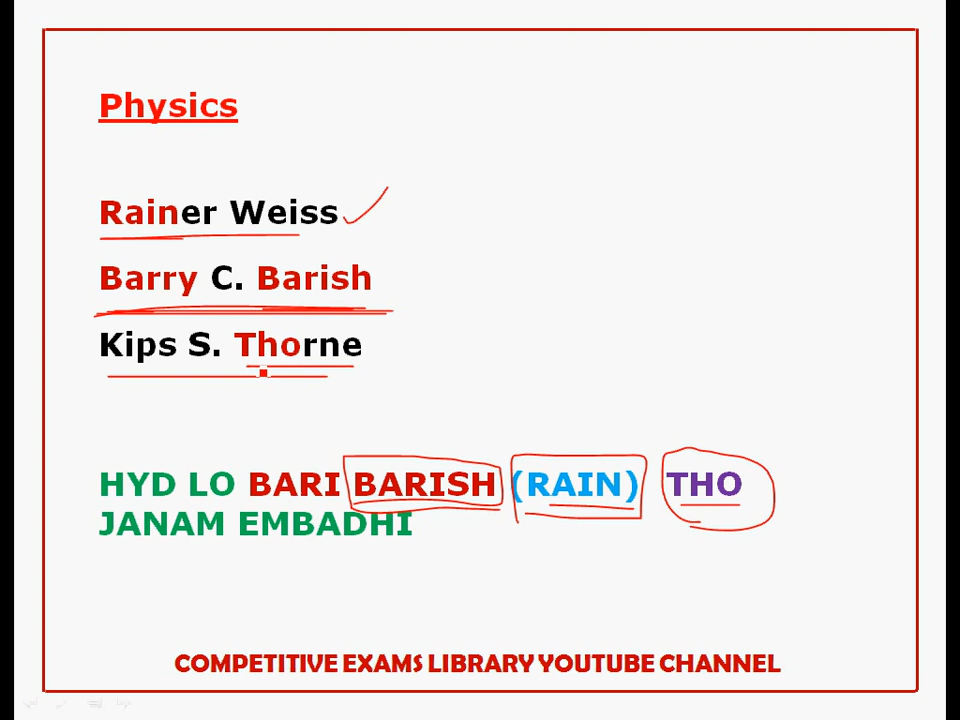 Physics
Rainer Weiss
Barry C. Barish
Kips S. Thorne
HYD LO BARI BARISH (RAIN) THO
JANAM EMBADHI
COMPETITIVE EXAMS LIBRARY YOUTUBE CHANNEL